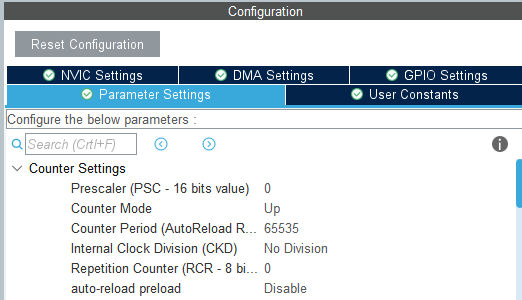 Configuration
Reset Configuration
NVIC Settings DMA Settings GPIO Settings
Parameter Settings User Constants
Configure the below parameters :
Search (Crtl+F)
Counter Settings
Prescaler (PSC - 16 bits value) 0
Counter Mode Up
Counter Period (AutoReload R... 65535
Internal Clock Division (CKD) No Division
Repetition Counter (RCR - 8 bi... 0
auto-reload preload Disable